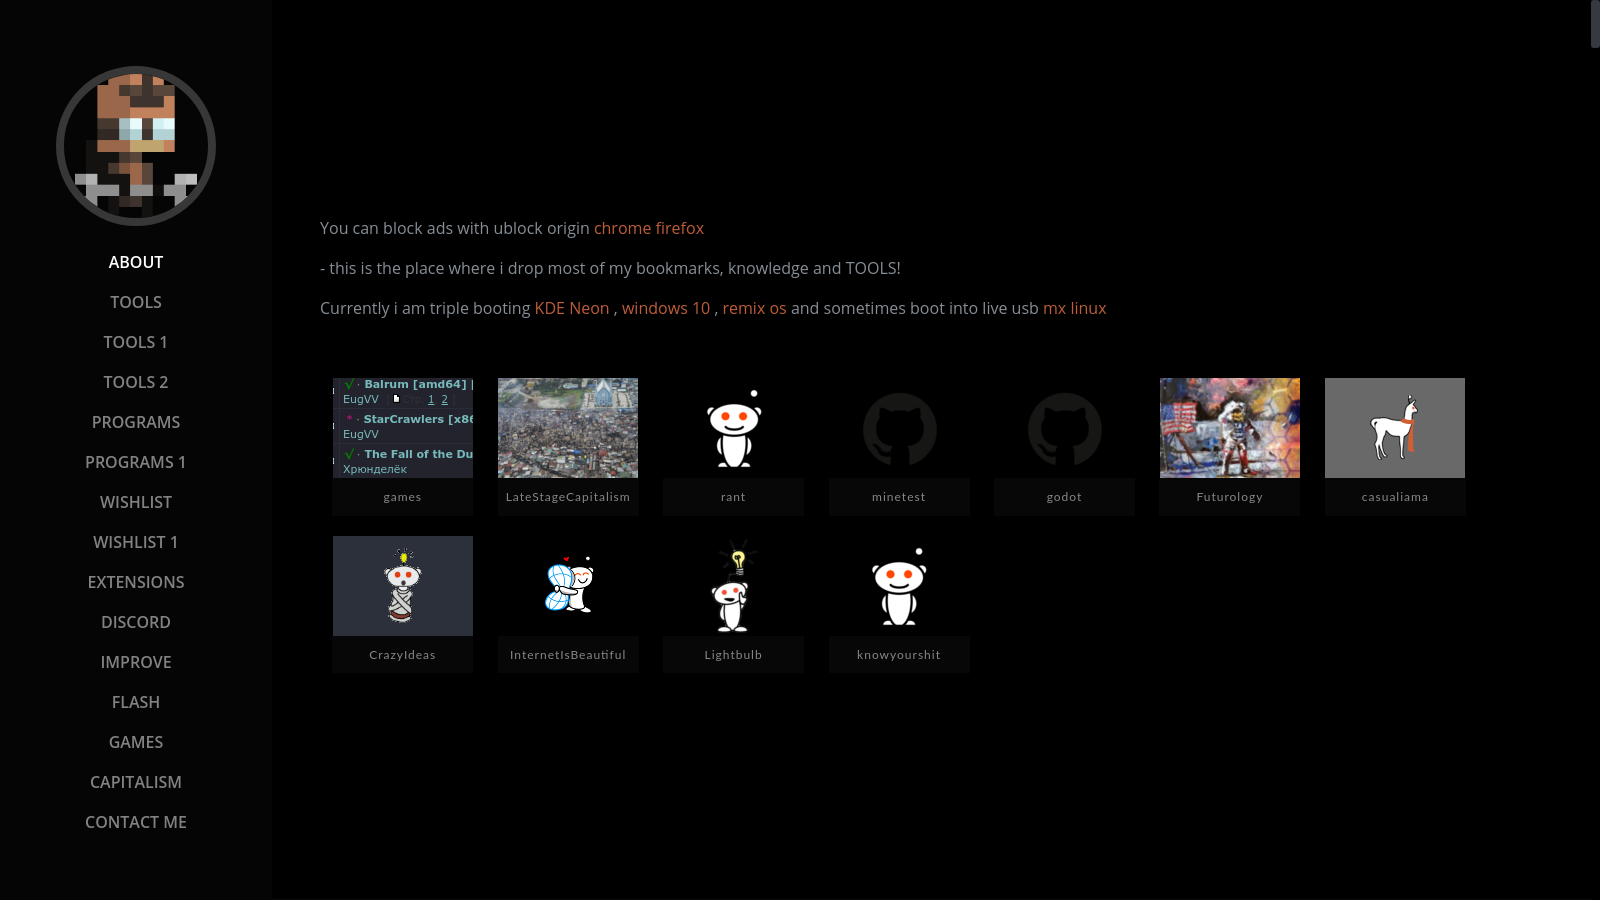 ABOUT
TOOLS
TOOLS 1
TOOLS 2
PROGRAMS
PROGRAMS 1
WISHLIST
WISHLIST 1
EXTENSIONS
DISCORD
IMPROVE
FLASH
GAMES
CAPITALISM
CONTACT ME
You can block ads with ublock origin chrome firefox
- this is the place where i drop most of my bookmarks, knowledge and TOOLS!
Currently i am triple booting KDE Neon , windows 10 , remix os and sometimes boot into live usb mx linux
√ · Balrum [amd64] [
EugVV 1 2
* · StarCrawlers [x86
EugVV
√ · The Fall of the Du
Хрюнделёк
games
LateStageCapitalism
rant
minetest
godot
Futurology
casualiama
CrazyIdeas
InternetIsBeautiful
Lightbulb
knowyourshit